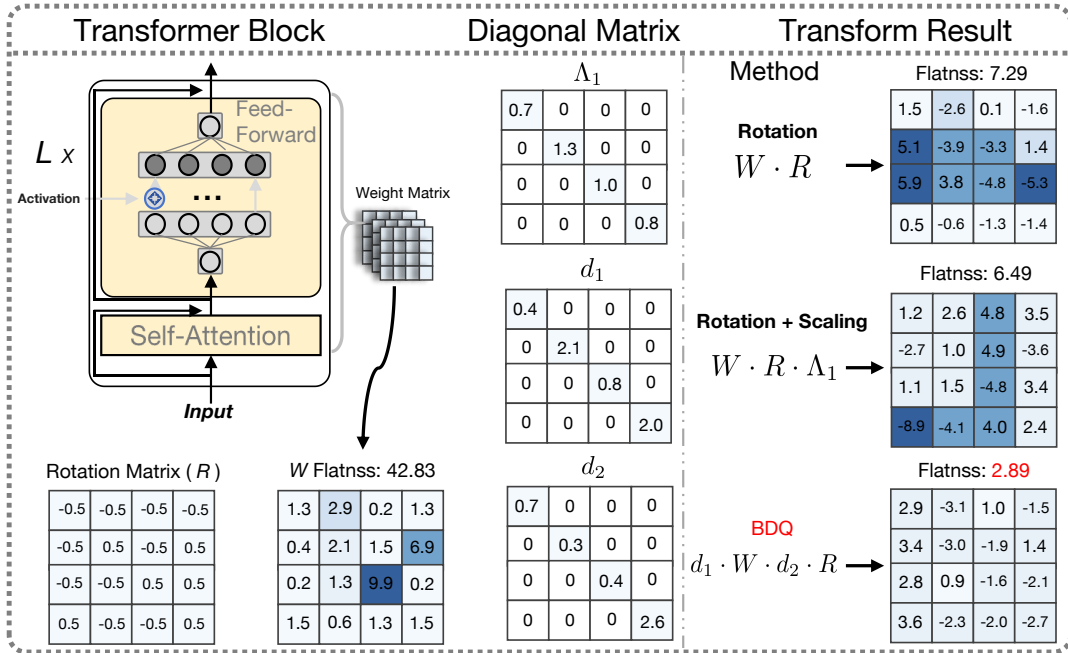 Transformer Block
Diagonal Matrix
Transform Result
Feed-
Forward
L x
Activation
...
Weight Matrix
Self-Attention
Input
Rotation Matrix ( R )
-0.5 -0.5 -0.5 -0.5
-0.5 0.5 -0.5 0.5
-0.5 -0.5 0.5 0.5
0.5 -0.5 -0.5 0.5
W Flatnss: 42.83
1.3 2.9 0.2 1.3
0.4 2.1 1.5 6.9
0.2 1.3 9.9 0.2
1.5 0.6 1.3 1.5
Λ₁
0.7 0 0 0
0 1.3 0 0
0 0 1.0 0
0 0 0 0.8
d₁
0.4 0 0 0
0 2.1 0 0
0 0 0.8 0
0 0 0 2.0
d₂
0.7 0 0 0
0 0.3 0 0
0 0 0.4 0
0 0 0 2.6
Method
Rotation
W · R
Flatnss: 7.29
1.5 -2.6 0.1 -1.6
5.1 -3.9 -3.3 1.4
5.9 3.8 -4.8 -5.3
0.5 -0.6 -1.3 -1.4
Rotation + Scaling
W · R · Λ₁
Flatnss: 6.49
1.2 2.6 4.8 3.5
-2.7 1.0 4.9 -3.6
1.1 1.5 -4.8 3.4
-8.9 -4.1 4.0 2.4
BDQ
d₁ · W · d₂ · R
Flatnss: 2.89
2.9 -3.1 1.0 -1.5
3.4 -3.0 -1.9 1.4
2.8 0.9 -1.6 -2.1
3.6 -2.3 -2.0 -2.7